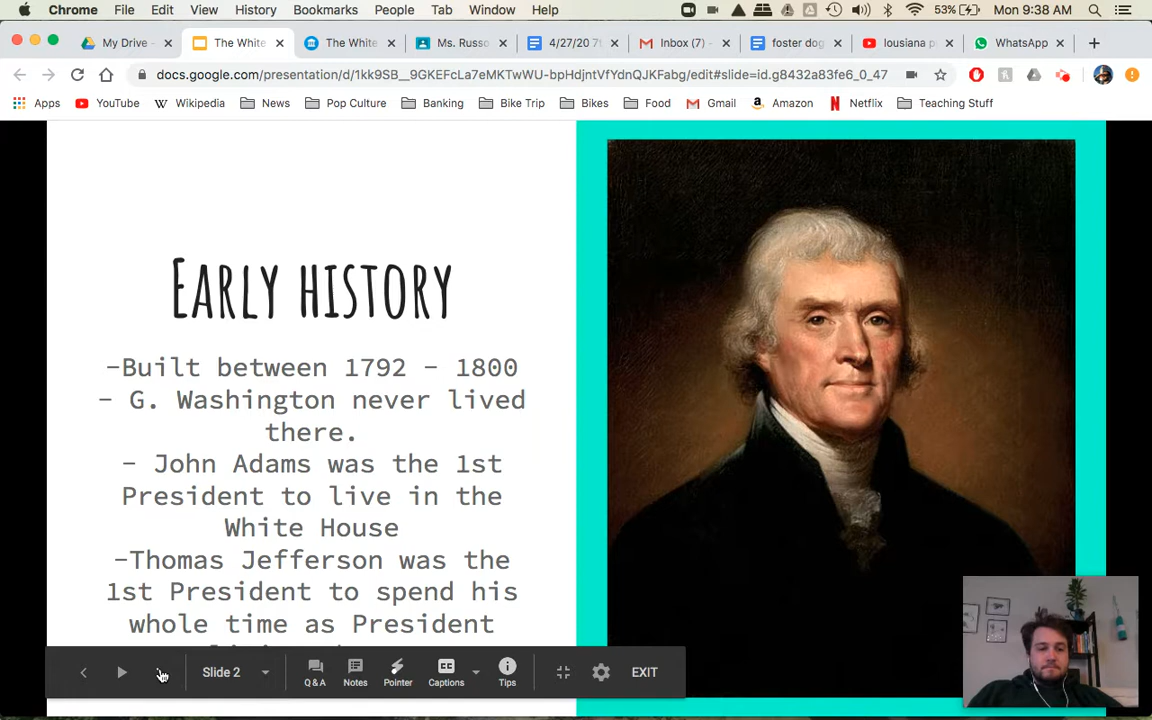 Chrome File Edit View History Bookmarks People Tab Window Help 53% Mon 9:38 AM
My Drive - The White The White Ms. Russo 4/27/20 7t Inbox (7) - foster dog lousiana p WhatsApp
docs.google.com/presentation/d/1kk9SB__9GKEFcLa7eMKTwWU-bpHdjntVfYdnQJKFabg/edit#slide=id.g8432a83fe6_0_47
Apps YouTube Wikipedia News Pop Culture Banking Bike Trip Bikes Food Gmail Amazon Netflix Teaching Stuff
EARLY HISTORY
-Built between 1792 - 1800
- G. Washington never lived
there.
- John Adams was the 1st
President to live in the
White House
-Thomas Jefferson was the
1st President to spend his
whole time as President
Slide 2 Q&A Notes Pointer CC Captions Tips EXIT